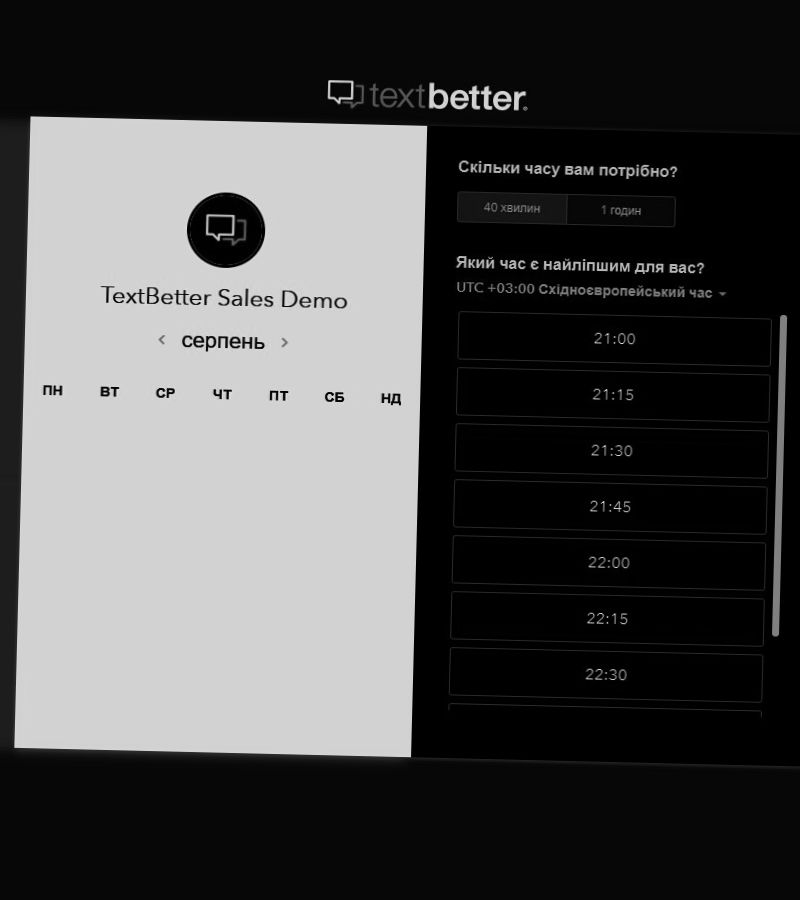 textbetter.
TextBetter Sales Demo
‹ серпень ›
ПН ВТ СР ЧТ ПТ СБ НД
Скільки часу вам потрібно?
40 хвилин 1 годин
Який час є найліпшим для вас?
UTC +03:00 Східноєвропейський час
21:00
21:15
21:30
21:45
22:00
22:15
22:30